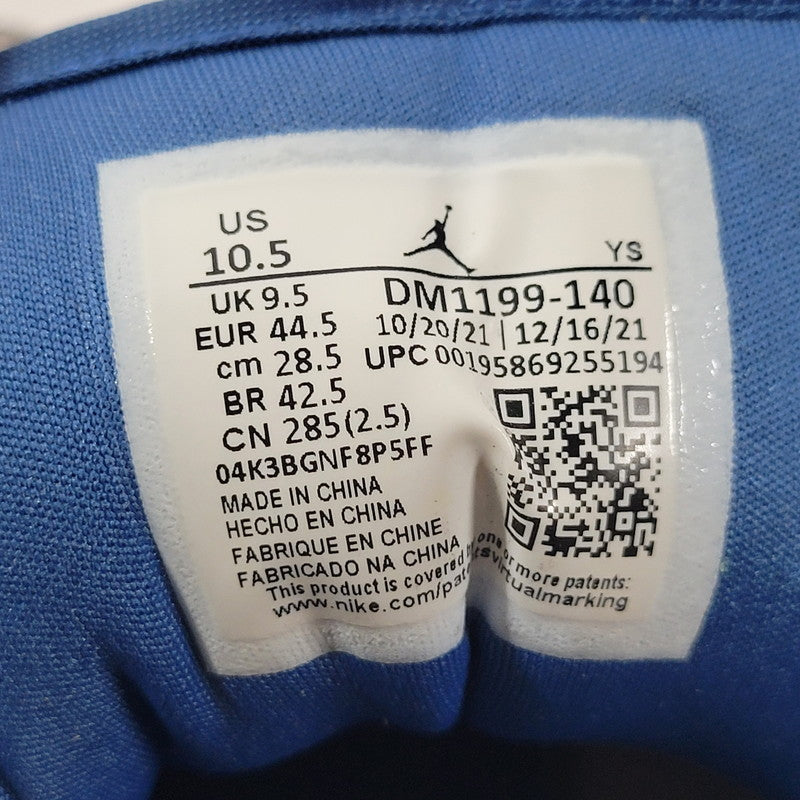 US
10.5
YS
UK 9.5
EUR 44.5
cm 28.5
BR 42.5
CN 285(2.5)
04K3BGNF8P5FF
DM1199-140
10/20/21 | 12/16/21
UPC 00195869255194
MADE IN CHINA
HECHO EN CHINA
FABRIQUE EN CHINE
FABRICADO NA CHINA
This product is covered by one or more patents:
www.nike.com/patentsvirtualmarking